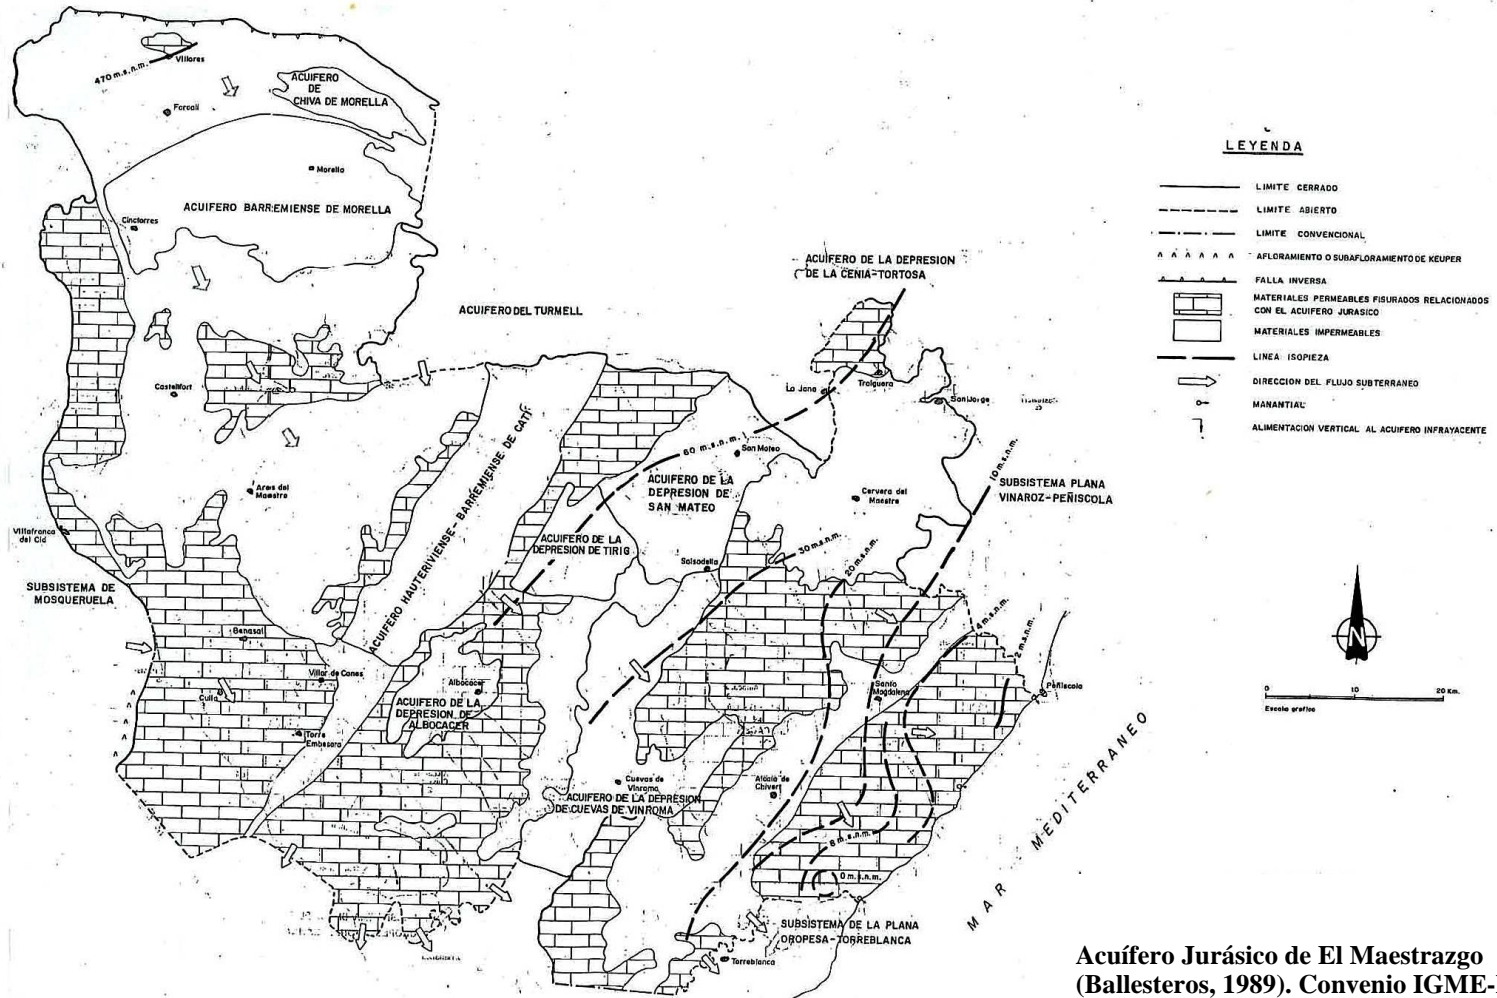 470 m.s.n.m.
Villores
Forcall
ACUIFERO
DE
CHIVA DE MORELLA
Morella
ACUIFERO BARREMIENSE DE MORELLA
Cinctorres
ACUIFERO DEL TURMELL
ACUIFERO DE LA DEPRESION
DE LA CENIA-TORTOSA
La Jana
Traiguera
San Jorge
Castellfort
Ares del
Maestre
Villafranca
del Cid
SUBSISTEMA DE
MOSQUERUELA
ACUIFERO HAUTERIVIENSE-BARREMIENSE DE CATI
60 m.s.n.m.
San Mateo
ACUIFERO DE LA
DEPRESION DE
SAN MATEO
Cervera del
Maestre
10 m.s.n.m.
SUBSISTEMA PLANA
VINAROZ-PEÑISCOLA
ACUIFERO DE LA
DEPRESION DE TIRIG
Salsadella
30 m.s.n.m.
20 m.s.n.m.
4 m.s.n.m.
2 m.s.n.m.
Benasal
Villar de Canes
Culla
Torre
Embesora
Albocacer
ACUIFERO DE LA
DEPRESION DE
ALBOCACER
Santa
Magdalena
Peñiscola
Cuevas de
Vinroma
ACUIFERO DE LA DEPRESION
DE CUEVAS DE VINROMA
Alcala de
Chivert
8 m.s.n.m.
0 m.s.n.m.
SUBSISTEMA DE LA PLANA
OROPESA-TORREBLANCA
Torreblanca
MAR MEDITERRANEO
LEYENDA
LIMITE CERRADO
LIMITE ABIERTO
LIMITE CONVENCIONAL
AFLORAMIENTO O SUBAFLORAMIENTO DE KEUPER
FALLA INVERSA
MATERIALES PERMEABLES FISURADOS RELACIONADOS
CON EL ACUIFERO JURASICO
MATERIALES IMPERMEABLES
LINEA ISOPIEZA
DIRECCION DEL FLUJO SUBTERRANEO
MANANTIAL
ALIMENTACION VERTICAL AL ACUIFERO INFRAYACENTE
N
0 10 20 Km.
Escala grafica
Acuífero Jurásico de El Maestrazgo
(Ballesteros, 1989). Convenio IGME-